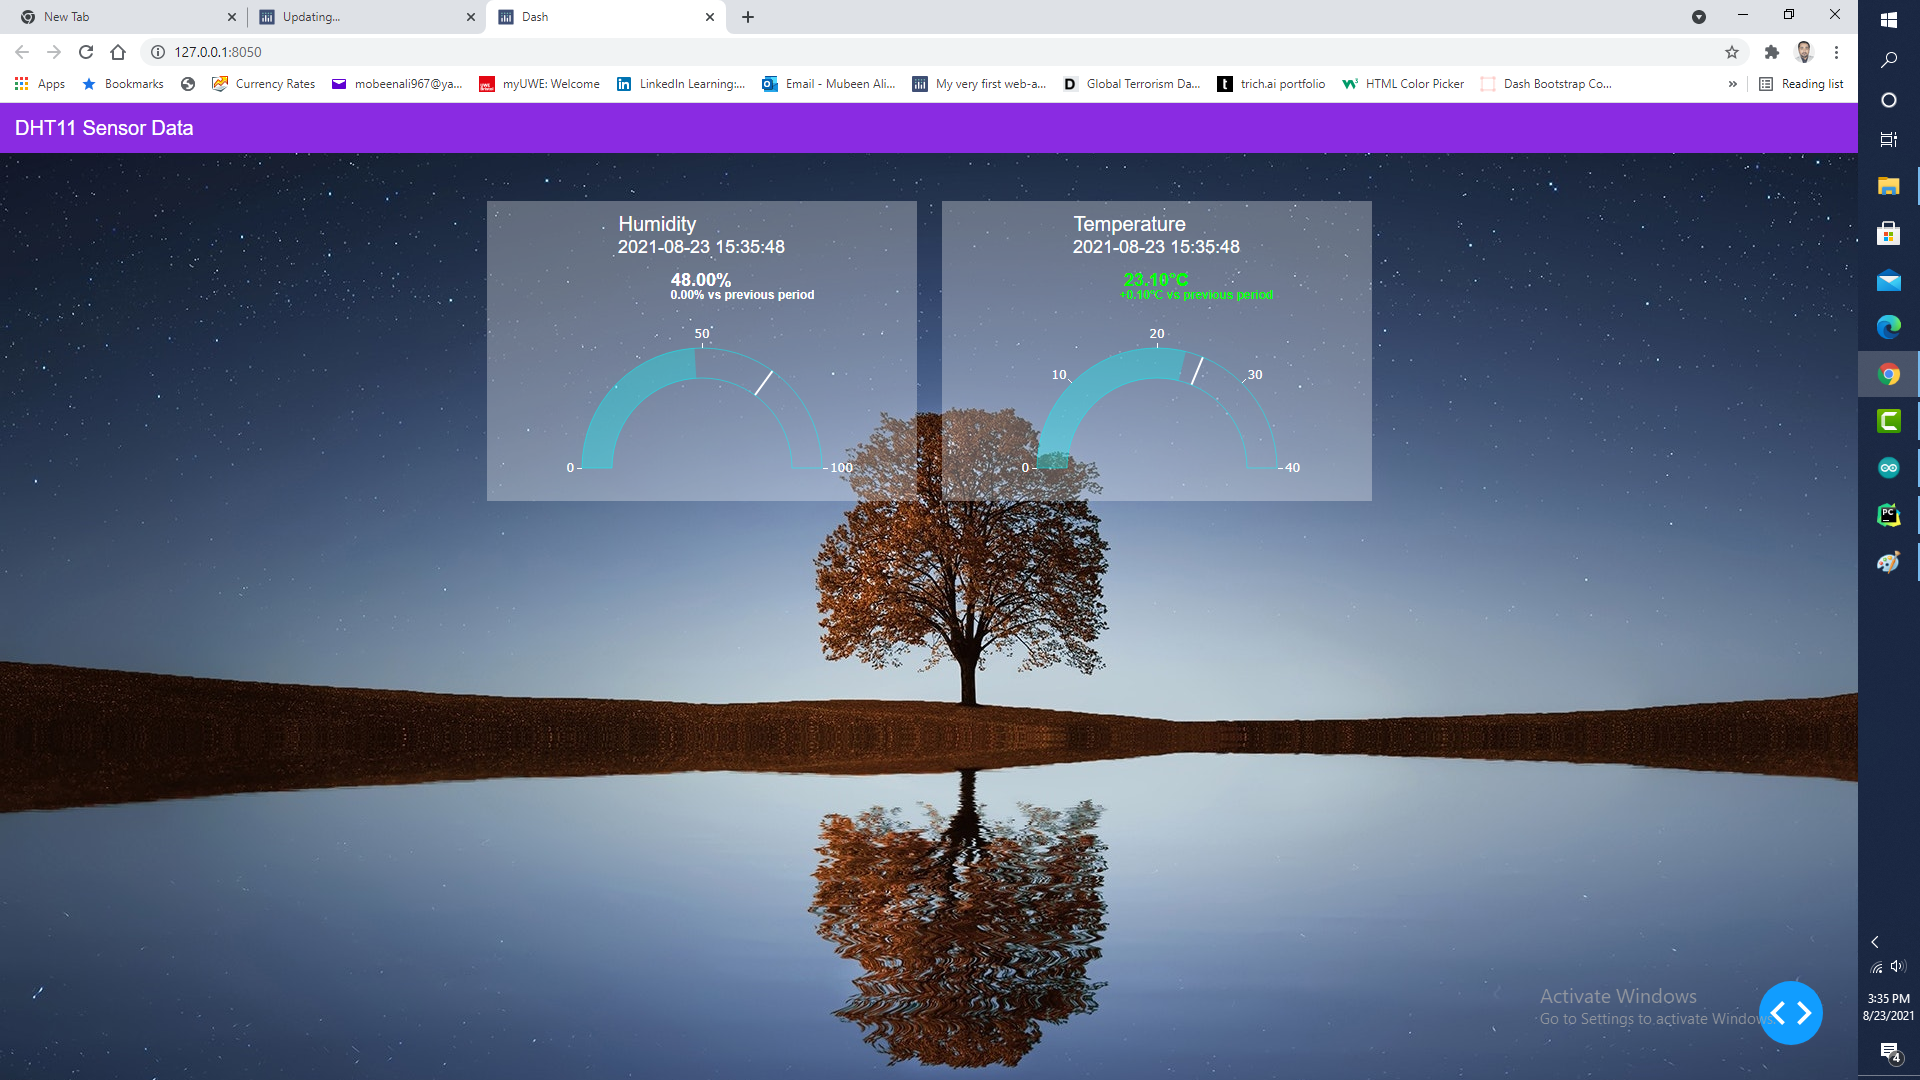 New Tab
Updating...
Dash
127.0.0.1:8050
Apps
Bookmarks
Currency Rates
mobeenali967@ya...
myUWE: Welcome
LinkedIn Learning:...
Email - Mubeen Ali...
My very first web-a...
D
Global Terrorism Da...
t
trich.ai portfolio
HTML Color Picker
Dash Bootstrap Co...
»
Reading list
DHT11 Sensor Data
Humidity
2021-08-23 15:35:48
48.00%
0.00% vs previous period
50
0
100
Temperature
2021-08-23 15:35:48
23.10°C
+0.10°C vs previous period
20
10
30
0
40
PC
Activate Windows
Go to Settings to activate Windows.
3:35 PM
8/23/2021
4